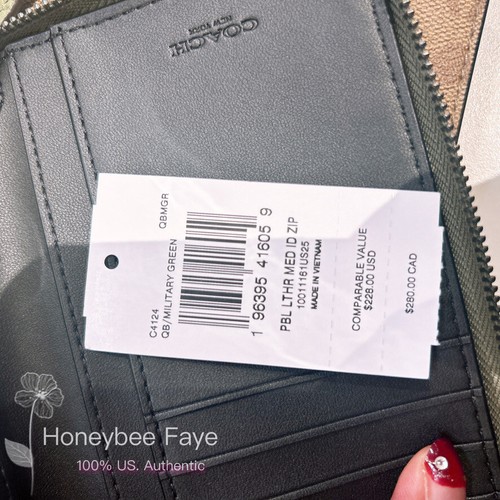 COACH
NEW YORK
C4124
QB/MILITARY GREEN QBMGR
1 96395 41605 9
PBL LTHR MED ID ZIP
10011161US25
MADE IN VIETNAM
COMPARABLE VALUE
$228.00 USD
$280.00 CAD
Honeybee Faye
100% US. Authentic